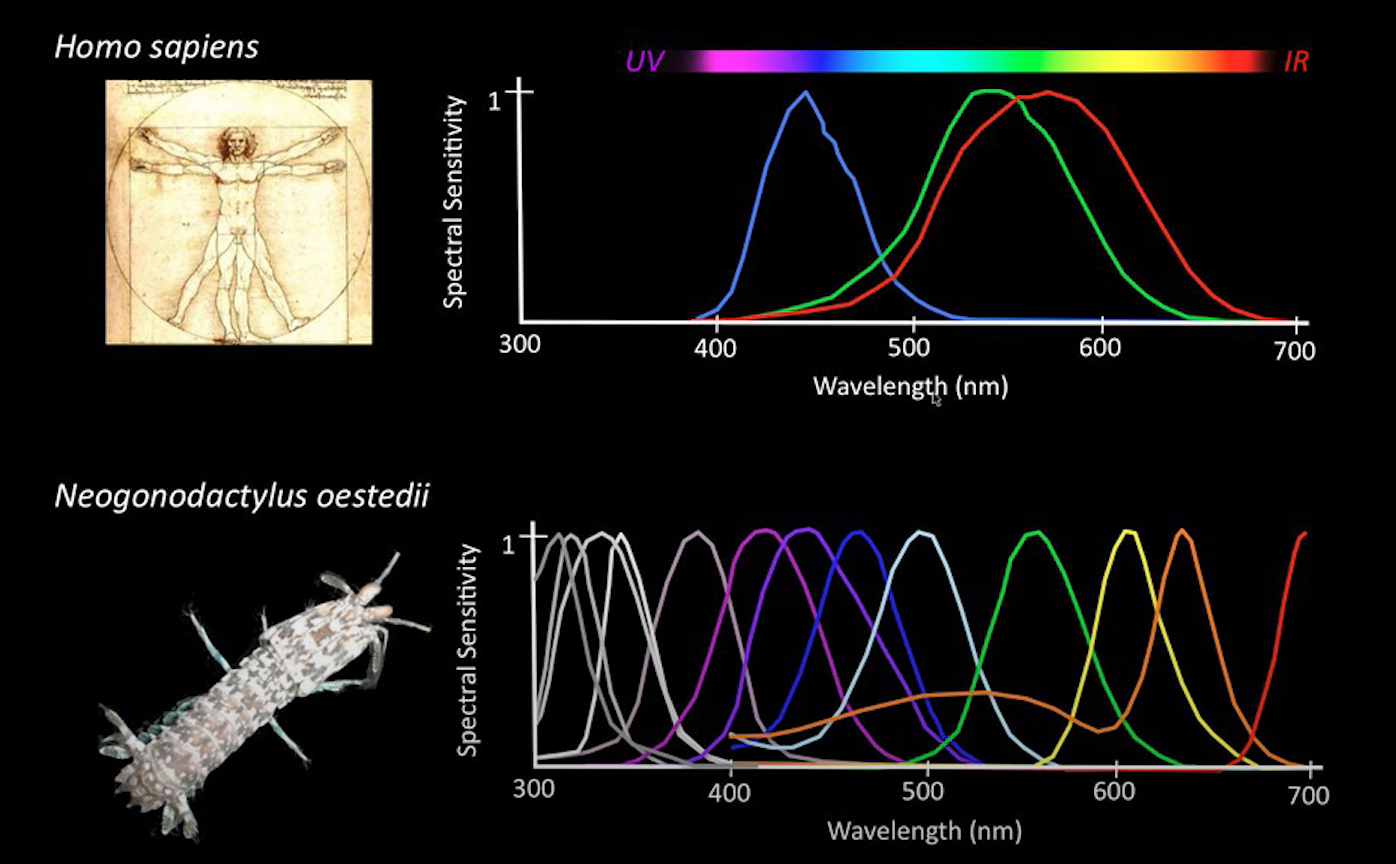 Homo sapiens
UV
IR
1
Spectral Sensitivity
300
400
500
600
700
Wavelength (nm)
Neogonodactylus oestedii
1
Spectral Sensitivity
300
400
500
600
700
Wavelength (nm)